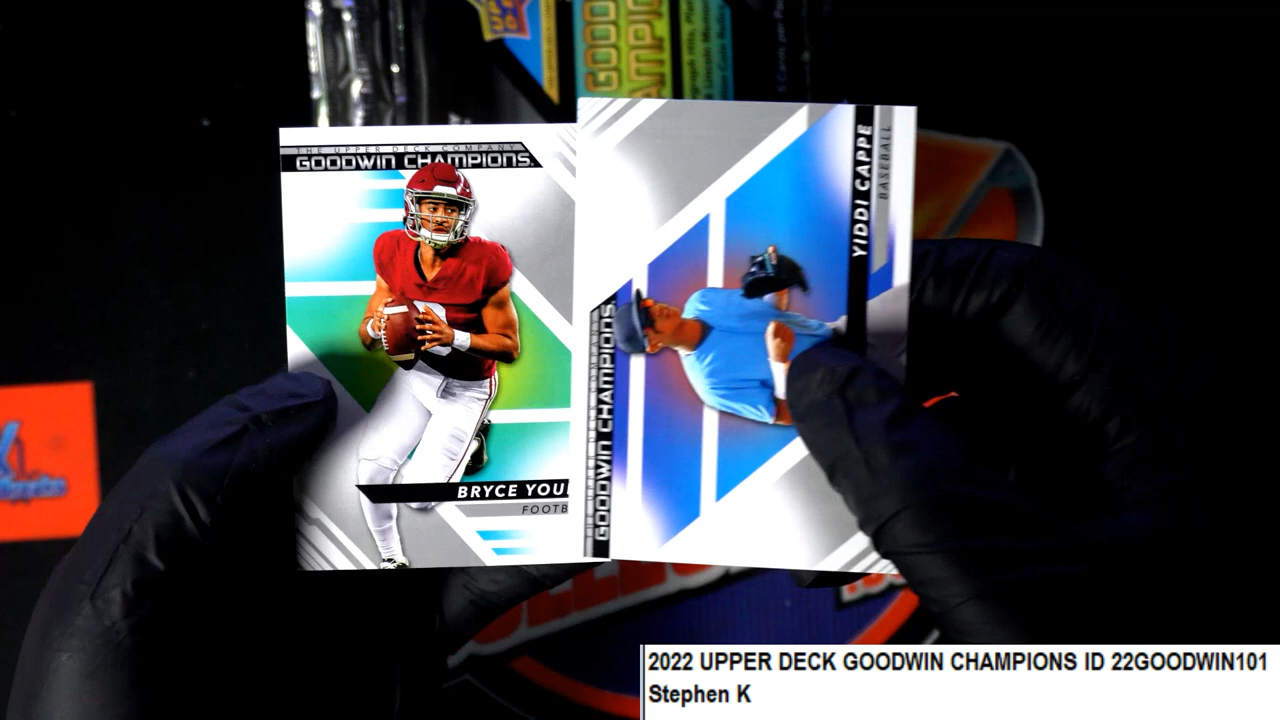 THE UPPER DECK COMPANY
GOODWIN CHAMPIONS.
BRYCE YOU
FOOTB
GOODWIN CHAMPIONS.
YIDDI CAPPE
BASEBALL
2022 UPPER DECK GOODWIN CHAMPIONS ID 22GOODWIN101
Stephen K